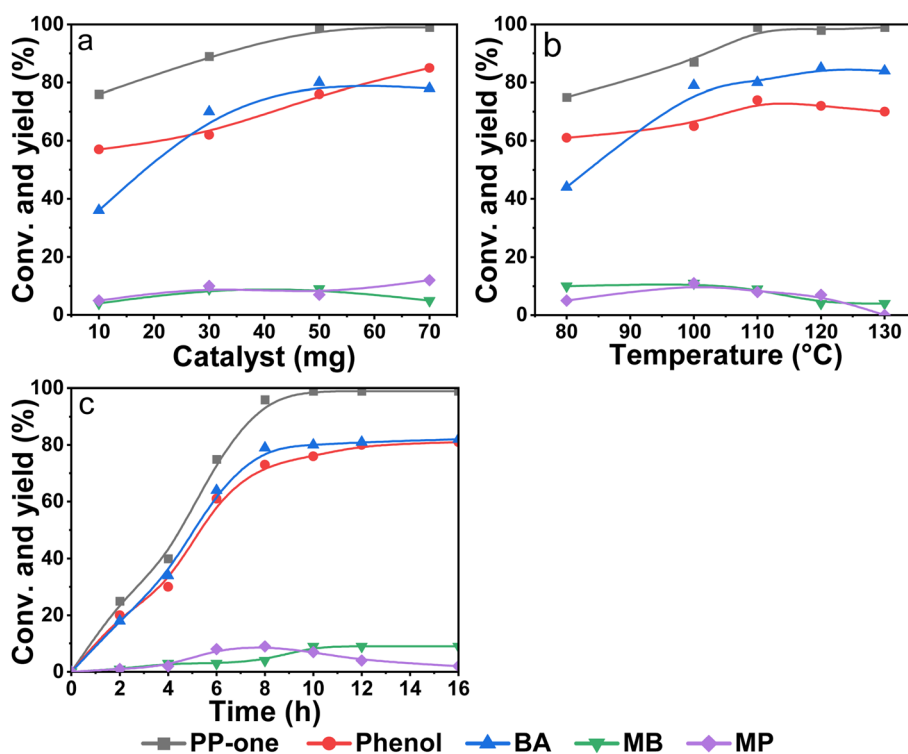 a
Conv. and yield (%)
100
80
60
40
20
0
10 20 30 40 50 60 70
Catalyst (mg)
b
Conv. and yield (%)
100
80
60
40
20
0
80 90 100 110 120 130
Temperature (°C)
c
Conv. and yield (%)
100
80
60
40
20
0
0 2 4 6 8 10 12 14 16
Time (h)
PP-one Phenol BA MB MP